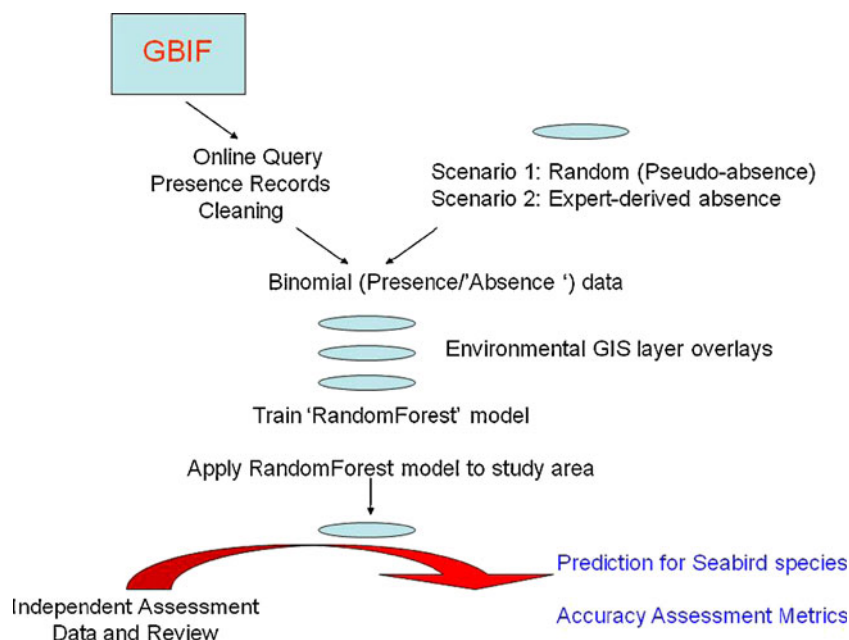 GBIF
Online Query
Presence Records
Cleaning
Scenario 1: Random (Pseudo-absence)
Scenario 2: Expert-derived absence
Binomial (Presence/'Absence ‘) data
Environmental GIS layer overlays
Train ‘RandomForest’ model
Apply RandomForest model to study area
Prediction for Seabird species
Independent Assessment
Data and Review
Accuracy Assessment Metrics